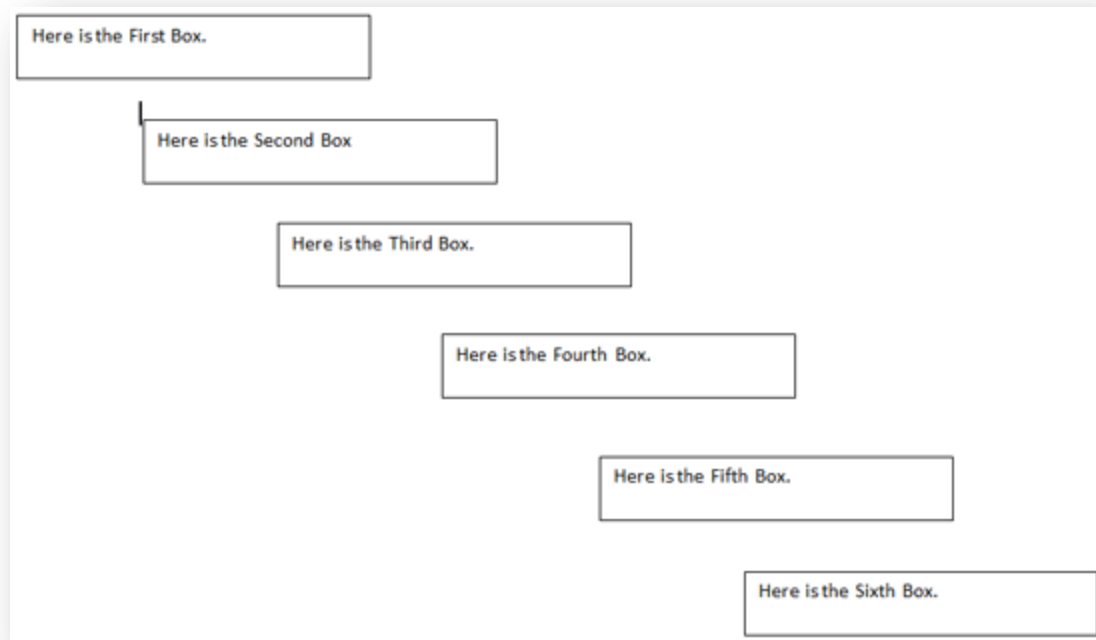 Here is the First Box.
Here is the Second Box
Here is the Third Box.
Here is the Fourth Box.
Here is the Fifth Box.
Here is the Sixth Box.